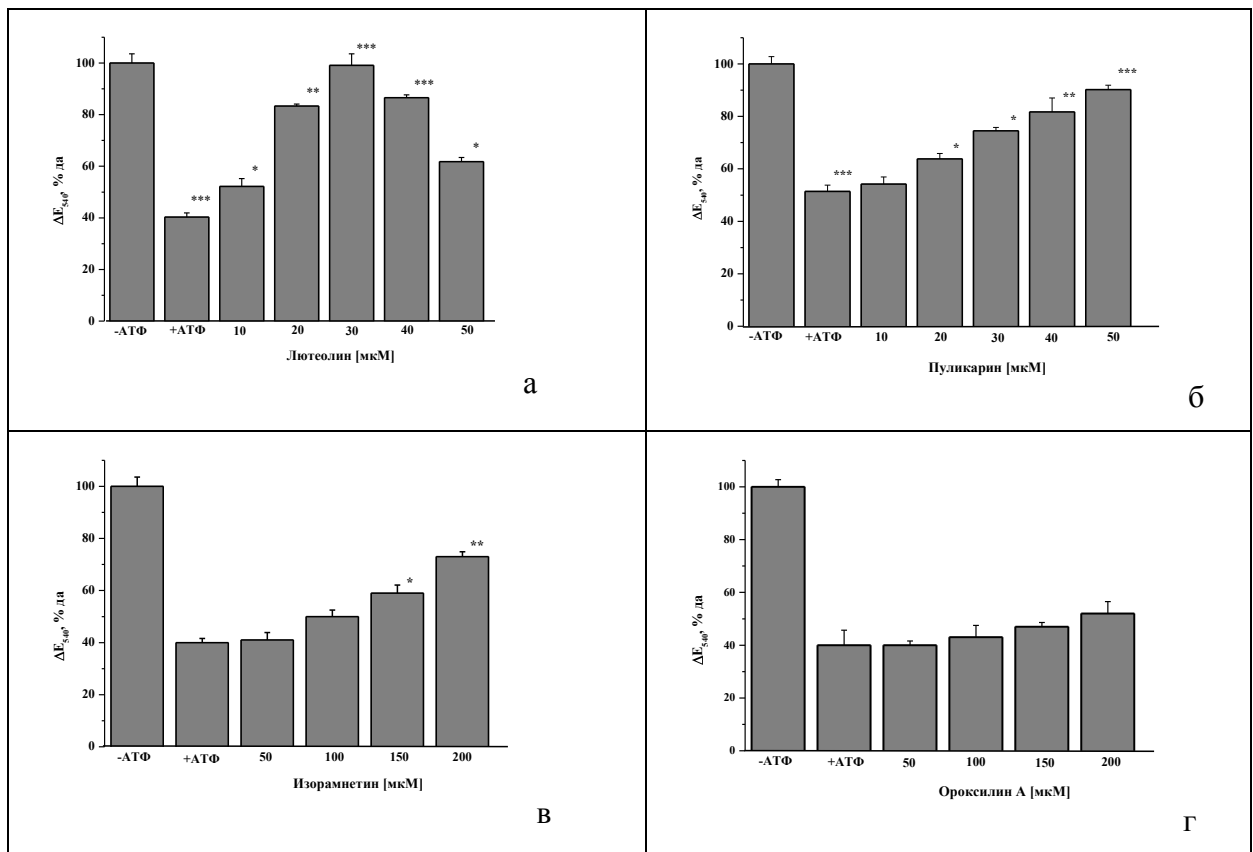 ΔE₅₄₀, % да
100
80
60
40
20
0
***
*
**
***
***
*
-АТФ +АТФ 10 20 30 40 50
Лютеолин [мкМ]
а
ΔE₅₄₀, % да
100
80
60
40
20
0
***
*
*
**
***
-АТФ +АТФ 10 20 30 40 50
Пуликарин [мкМ]
б
ΔE₅₄₀, % да
100
80
60
40
20
0
*
**
-АТФ +АТФ 50 100 150 200
Изорамнетин [мкМ]
в
ΔE₅₄₀, % да
100
80
60
40
20
0
-АТФ +АТФ 50 100 150 200
Ороксилин А [мкМ]
г